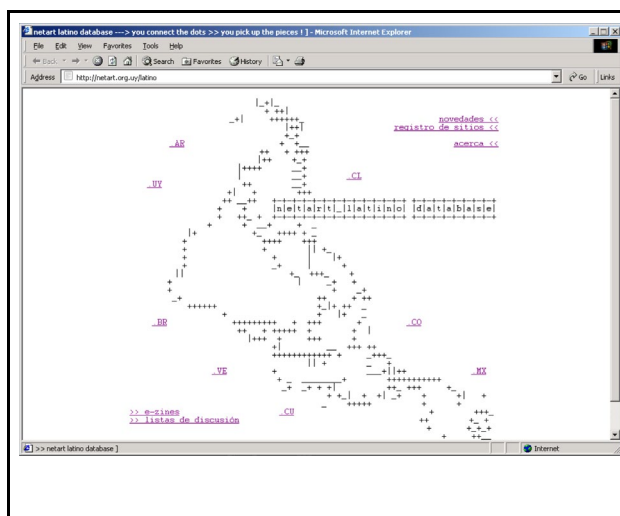 netart latino database ---> you connect the dots >> you pick up the pieces ! ] - Microsoft Internet Explorer
File Edit View Favorites Tools Help
Back Search Favorites History
Address http://netart.org.uy/latino Go Links
novedades <<
registro de sitios <<
_AR acerca <<
_UY _CL
|n|e|t|a|r|t|_|l|a|t|i|n|o| |d|a|t|a|b|a|s|e|
_BR _CO
_VE _MX
>> e-zines _CU
>> listas de discusión
>> netart latino database ] Internet